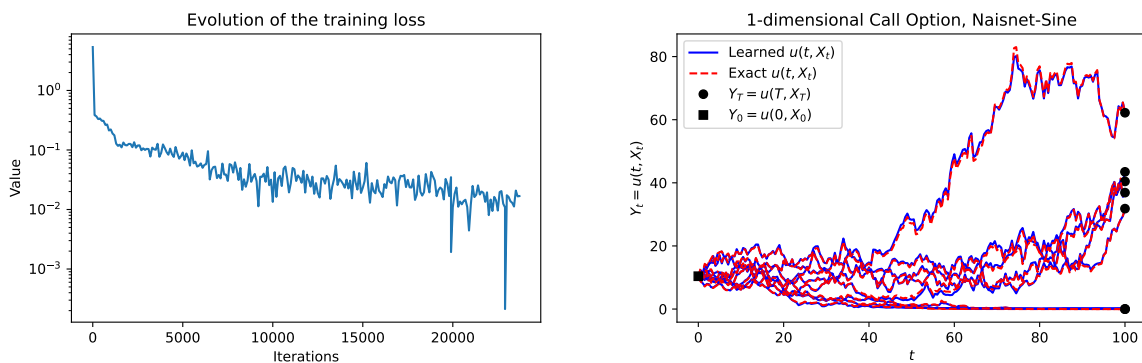 Evolution of the training loss
10⁰
10⁻¹
10⁻²
10⁻³
Value
0 5000 10000 15000 20000
Iterations
1-dimensional Call Option, Naisnet-Sine
Learned u(t, X_t)
Exact u(t, X_t)
Y_T = u(T, X_T)
Y_0 = u(0, X_0)
80
60
40
20
0
Y_t = u(t, X_t)
0 20 40 60 80 100
t